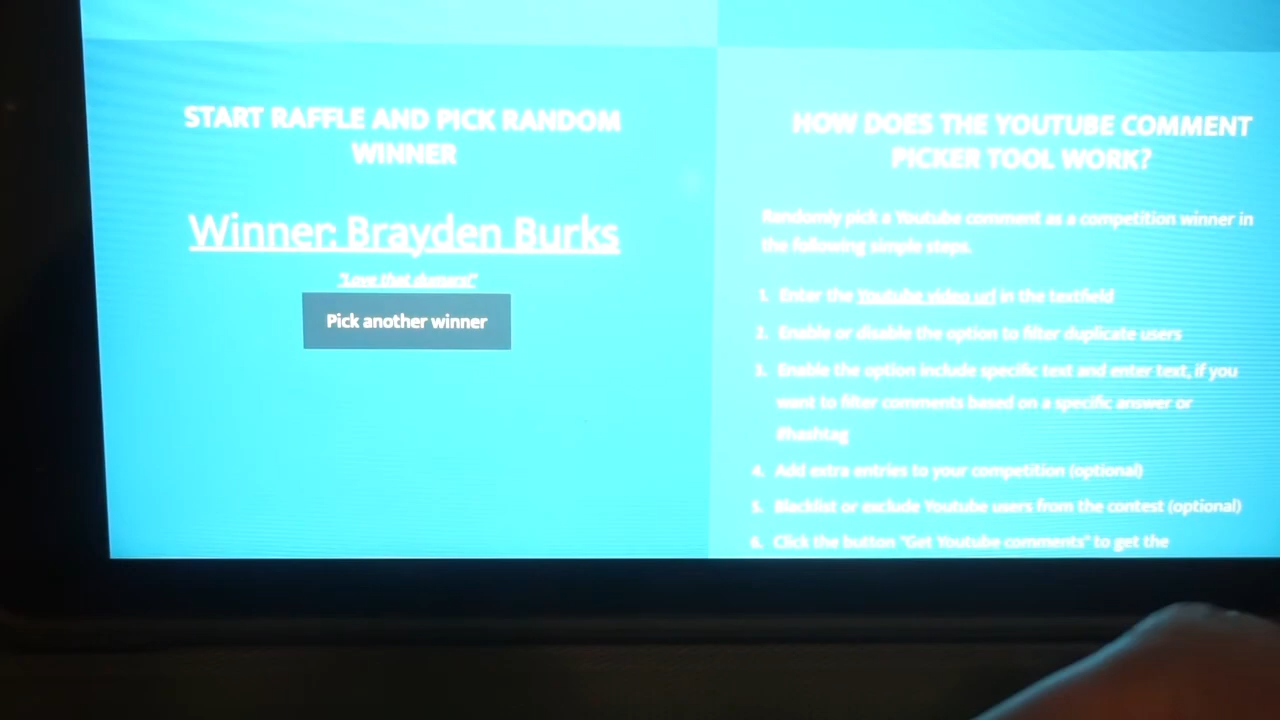 START RAFFLE AND PICK RANDOM
WINNER
Winner: Brayden Burks
"Love that
Pick another winner
HOW DOES THE YOUTUBE COMMENT
PICKER TOOL WORK?
Randomly pick a Youtube comment as a competition winner in
the following simple steps.
1. Enter the Youtube video url in the textfield
2. Enable or disable the option to filter duplicate users
3. Enable the option include specific text and enter text, if you
want to filter comments based on a specific answer or
#hashtag
4. Add extra entries to your competition (optional)
5. Blacklist or exclude Youtube users from the contest (optional)
6. Click the button "Get Youtube comments" to get the